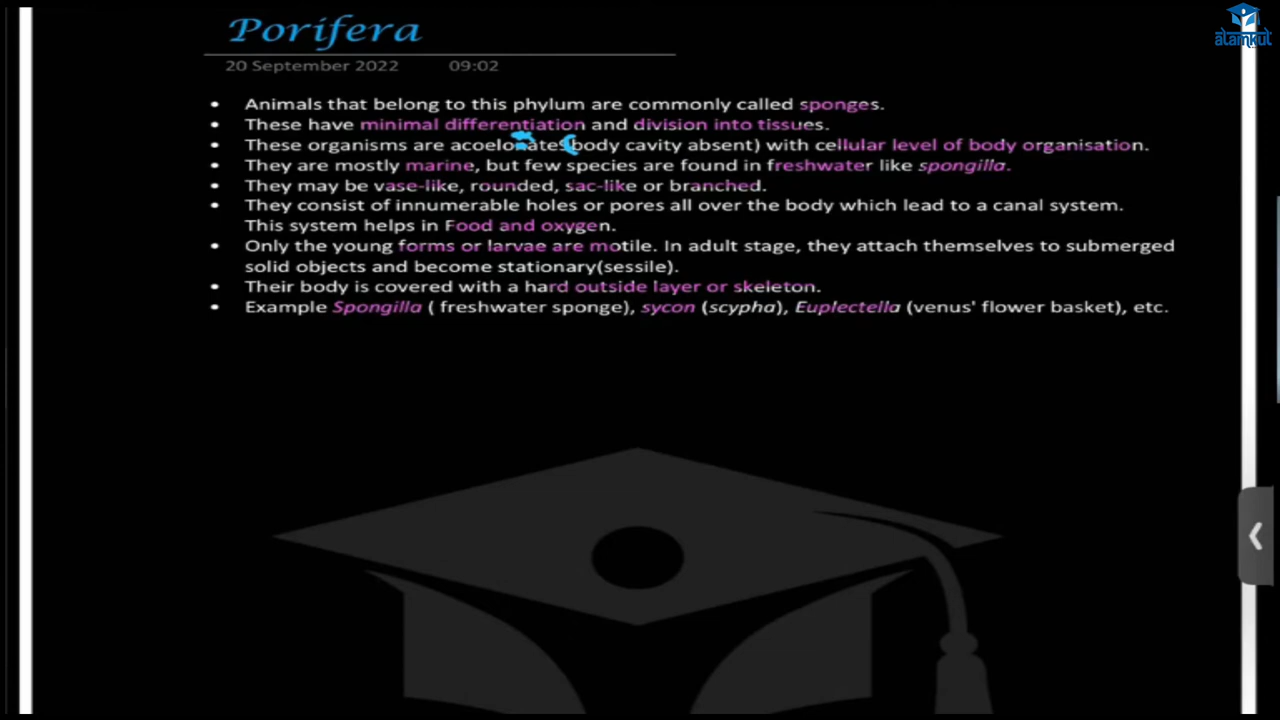 Porifera
alamkul
20 September 2022 09:02
• Animals that belong to this phylum are commonly called sponges.
• These have minimal differentiation and division into tissues.
• These organisms are acoelomates(body cavity absent) with cellular level of body organisation.
• They are mostly marine, but few species are found in freshwater like spongilla.
• They may be vase-like, rounded, sac-like or branched.
• They consist of innumerable holes or pores all over the body which lead to a canal system.
This system helps in Food and oxygen.
• Only the young forms or larvae are motile. In adult stage, they attach themselves to submerged
solid objects and become stationary(sessile).
• Their body is covered with a hard outside layer or skeleton.
• Example Spongilla ( freshwater sponge), sycon (scypha), Euplectella (venus' flower basket), etc.